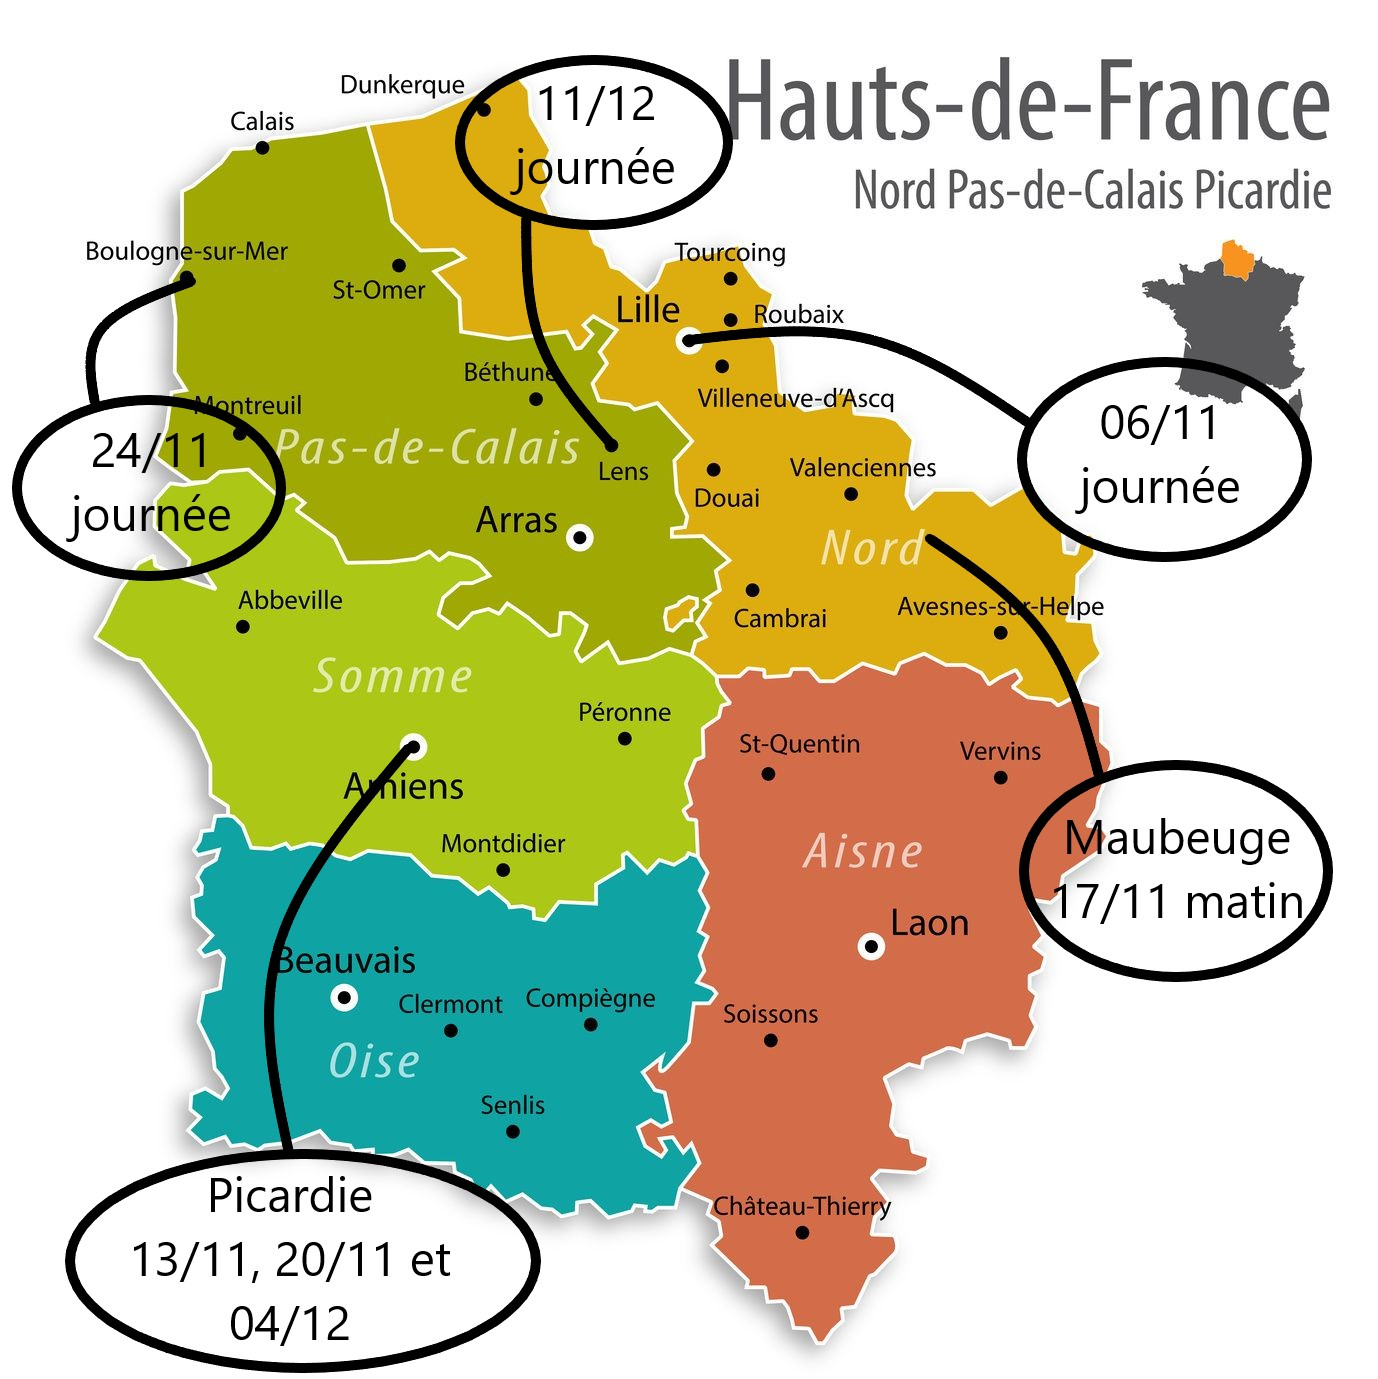 Hauts-de-France
Nord Pas-de-Calais Picardie
Dunkerque
11/12
journée
Calais
Boulogne-sur-Mer
St-Omer
Tourcoing
Lille
Roubaix
Béthune
Villeneuve-d'Ascq
06/11
journée
Montreuil
24/11
journée
Pas-de-Calais
Lens
Douai
Valenciennes
Arras
Nord
Abbeville
Cambrai
Avesnes-sur-Helpe
Somme
Péronne
St-Quentin
Vervins
Amiens
Montdidier
Aisne
Maubeuge
17/11 matin
Laon
Beauvais
Clermont
Compiègne
Soissons
Oise
Senlis
Château-Thierry
Picardie
13/11, 20/11 et
04/12